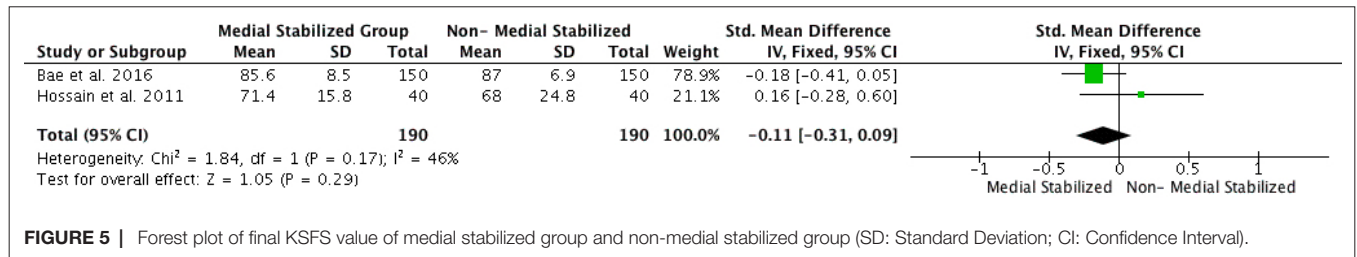 Medial Stabilized Group Non- Medial Stabilized Std. Mean Difference Std. Mean Difference
Study or Subgroup Mean SD Total Mean SD Total Weight IV, Fixed, 95% CI IV, Fixed, 95% CI
Bae et al. 2016 85.6 8.5 150 87 6.9 150 78.9% -0.18 [-0.41, 0.05]
Hossain et al. 2011 71.4 15.8 40 68 24.8 40 21.1% 0.16 [-0.28, 0.60]
Total (95% CI) 190 190 100.0% -0.11 [-0.31, 0.09]
Heterogeneity: Chi² = 1.84, df = 1 (P = 0.17); I² = 46%
Test for overall effect: Z = 1.05 (P = 0.29)
-1 -0.5 0 0.5 1
Medial Stabilized Non- Medial Stabilized
FIGURE 5 | Forest plot of final KSFS value of medial stabilized group and non-medial stabilized group (SD: Standard Deviation; CI: Confidence Interval).